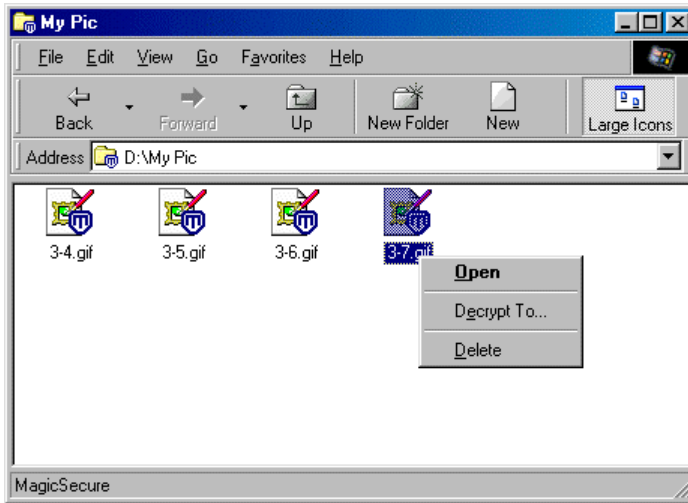 My Pic
File Edit View Go Favorites Help
Back Forward Up New Folder New Large Icons
Address D:\My Pic
3-4.gif 3-5.gif 3-6.gif 3-7.gif
Open
Decrypt To...
Delete
MagicSecure